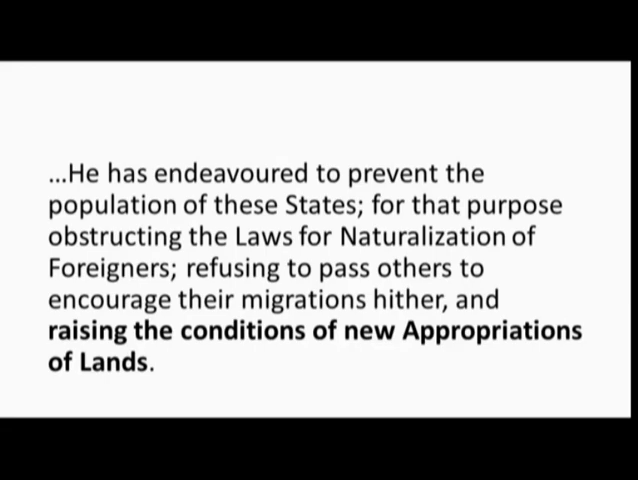 ...He has endeavoured to prevent the
population of these States; for that purpose
obstructing the Laws for Naturalization of
Foreigners; refusing to pass others to
encourage their migrations hither, and
raising the conditions of new Appropriations
of Lands.